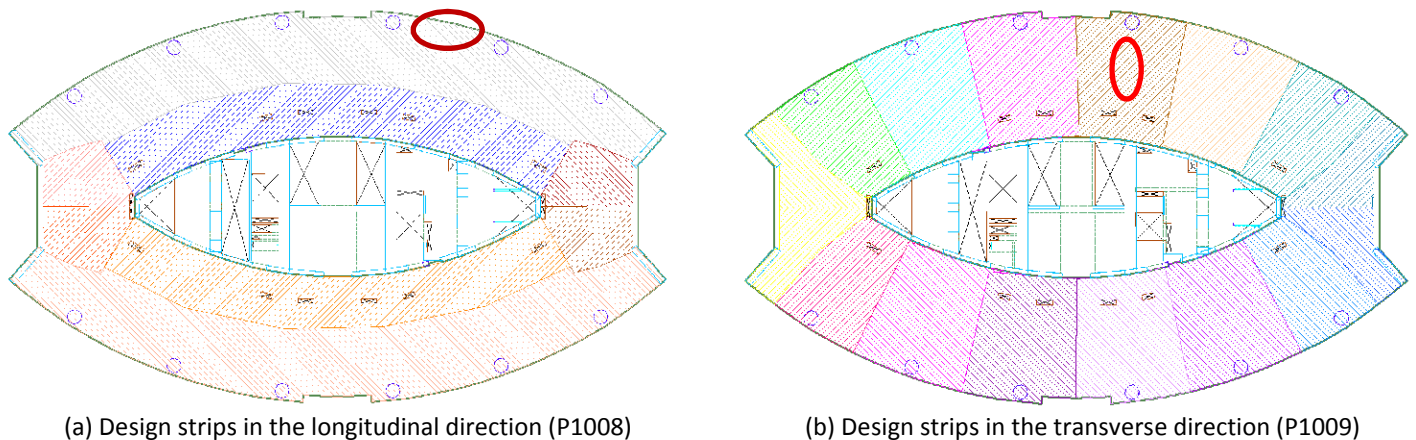 (a) Design strips in the longitudinal direction (P1008)
(b) Design strips in the transverse direction (P1009)